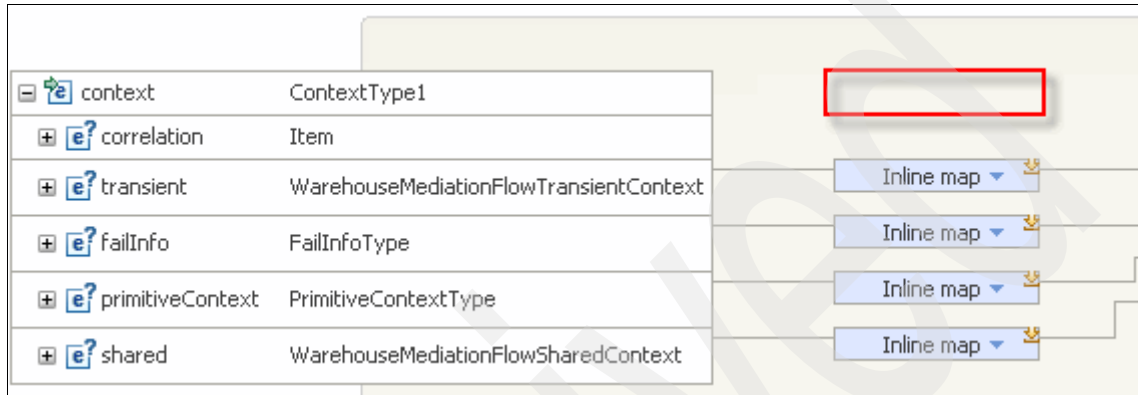 context ContextType1
correlation Item
transient WarehouseMediationFlowTransientContext Inline map
failInfo FailInfoType Inline map
primitiveContext PrimitiveContextType Inline map
shared WarehouseMediationFlowSharedContext Inline map